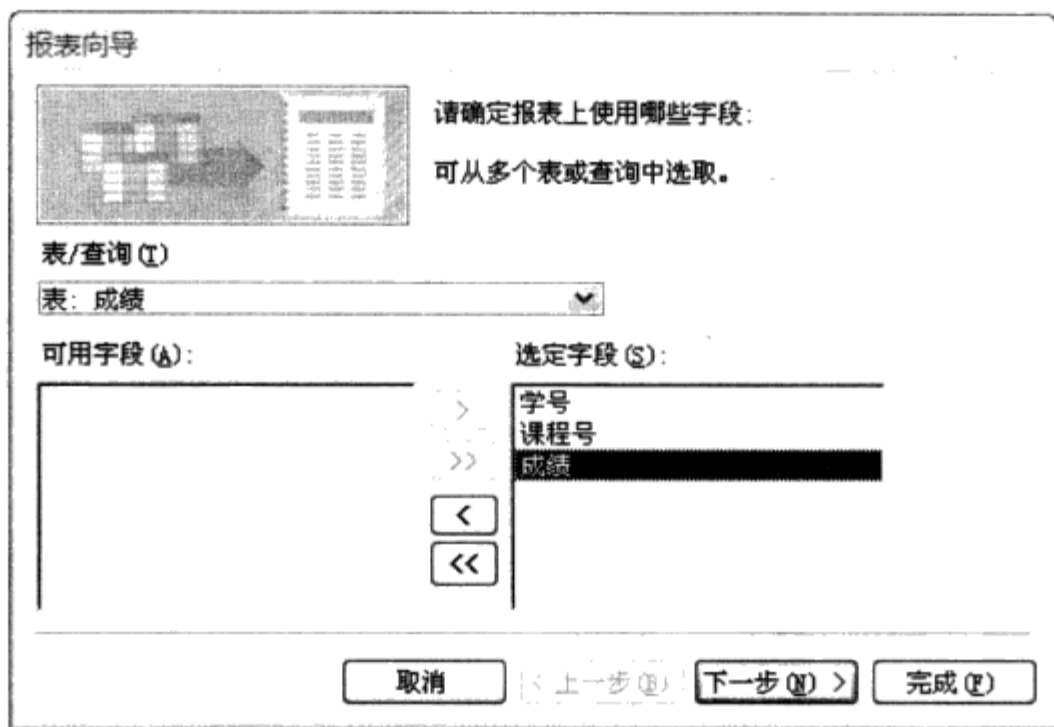 报表向导
请确定报表上使用哪些字段:
可从多个表或查询中选取。
表/查询(T)
表: 成绩
可用字段(A):
选定字段(S):
学号
课程号
成绩
>
>>
<
<<
取消
< 上一步(B)
下一步(N) >
完成(F)